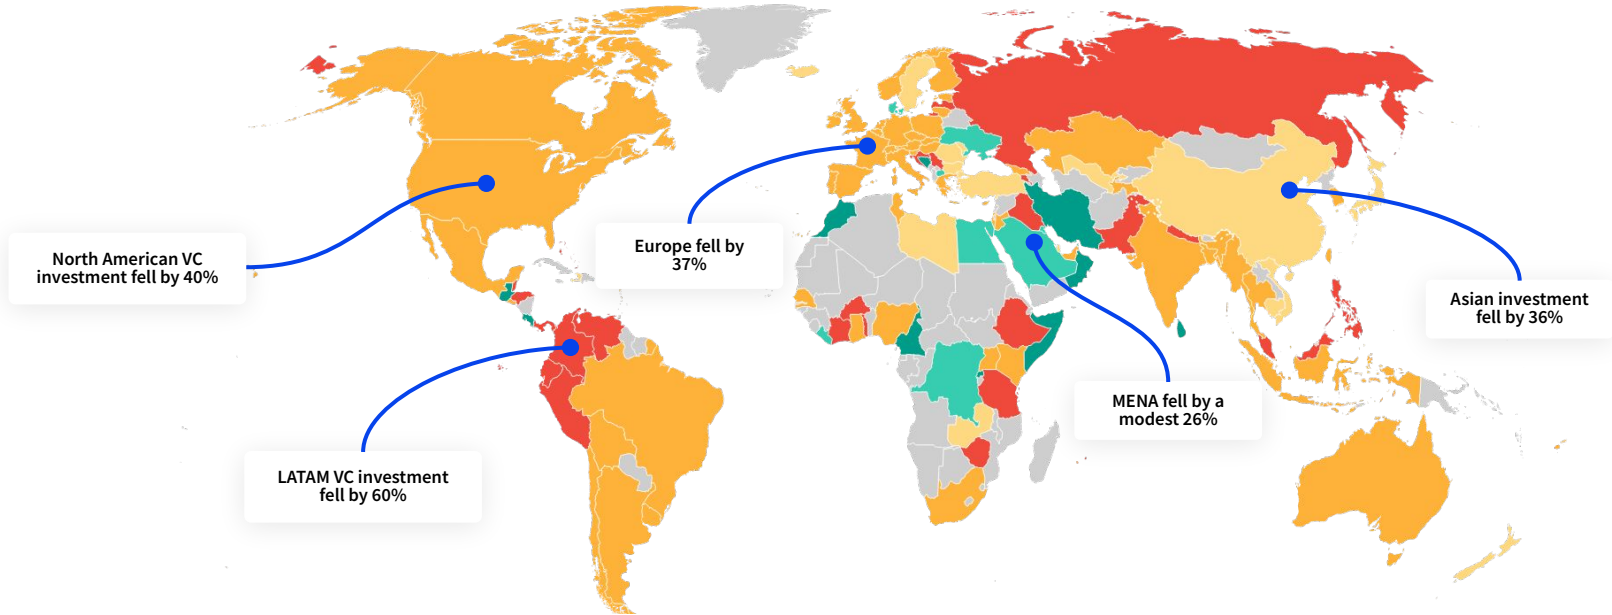 North American VC
investment fell by 40%
Europe fell by
37%
Asian investment
fell by 36%
MENA fell by a
modest 26%
LATAM VC investment
fell by 60%